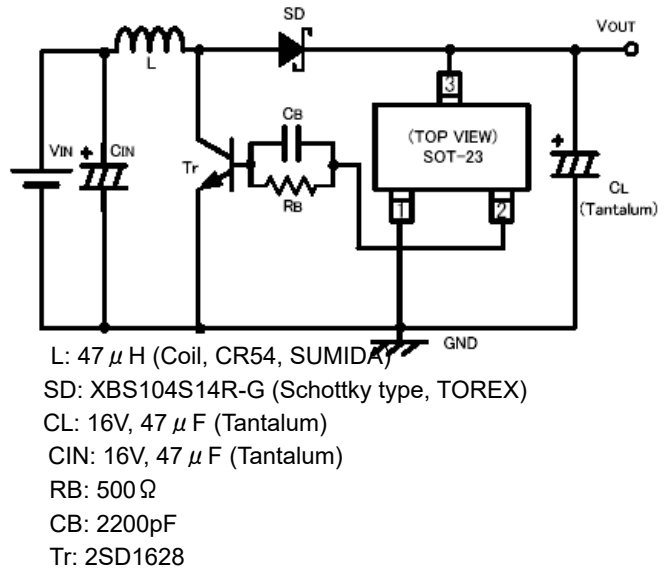 SD
VOUT
L
3
CB
(TOP VIEW)
SOT-23
VIN
+
CIN
Tr
+
RB
1
2
CL
(Tantalum)
GND
L: 47 μ H (Coil, CR54, SUMIDA)
SD: XBS104S14R-G (Schottky type, TOREX)
CL: 16V, 47 μ F (Tantalum)
CIN: 16V, 47 μ F (Tantalum)
RB: 500 Ω
CB: 2200pF
Tr: 2SD1628